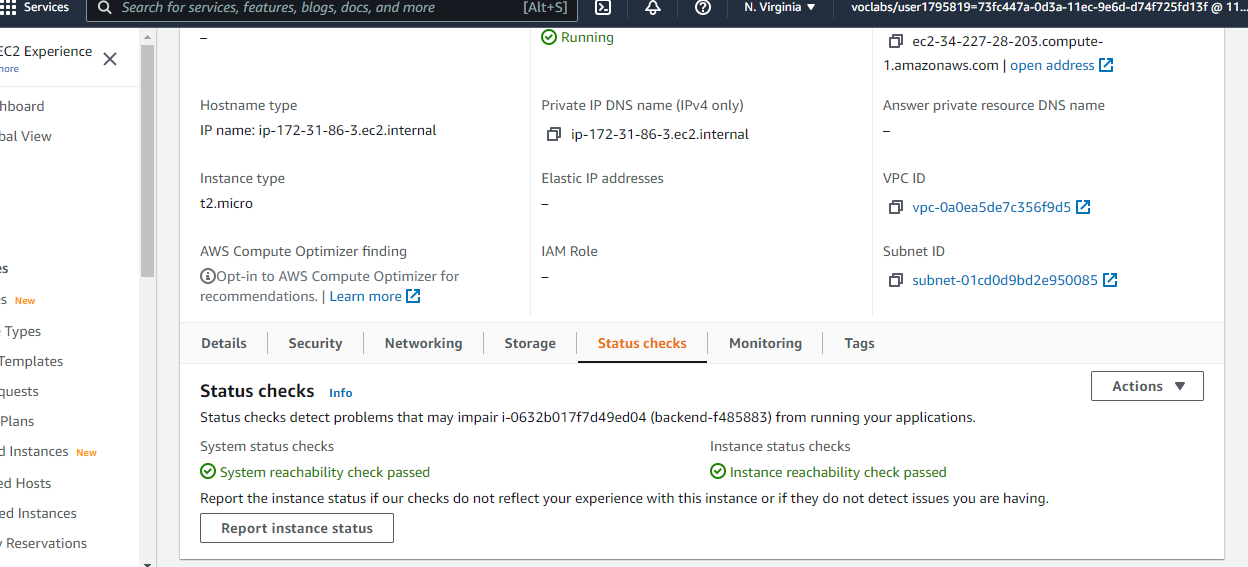 Services
Search for services, features, blogs, docs, and more
[Alt+S]
N. Virginia
voclabs/user1795819=73fc447a-0d3a-11ec-9e6d-d74f725fd13f @ 11...
EC2 Experience
more
hboard
bal View
es
es New
e Types
Templates
quests
Plans
d Instances New
ed Hosts
ed Instances
y Reservations
–
Running
ec2-34-227-28-203.compute-
1.amazonaws.com | open address
Hostname type
IP name: ip-172-31-86-3.ec2.internal
Private IP DNS name (IPv4 only)
ip-172-31-86-3.ec2.internal
Answer private resource DNS name
–
Instance type
t2.micro
Elastic IP addresses
–
VPC ID
vpc-0a0ea5de7c356f9d5
AWS Compute Optimizer finding
Opt-in to AWS Compute Optimizer for
recommendations. | Learn more
IAM Role
–
Subnet ID
subnet-01cd0d9bd2e950085
Details
Security
Networking
Storage
Status checks
Monitoring
Tags
Status checks Info
Actions
Status checks detect problems that may impair i-0632b017f7d49ed04 (backend-f485883) from running your applications.
System status checks
System reachability check passed
Instance status checks
Instance reachability check passed
Report the instance status if our checks do not reflect your experience with this instance or if they do not detect issues you are having.
Report instance status